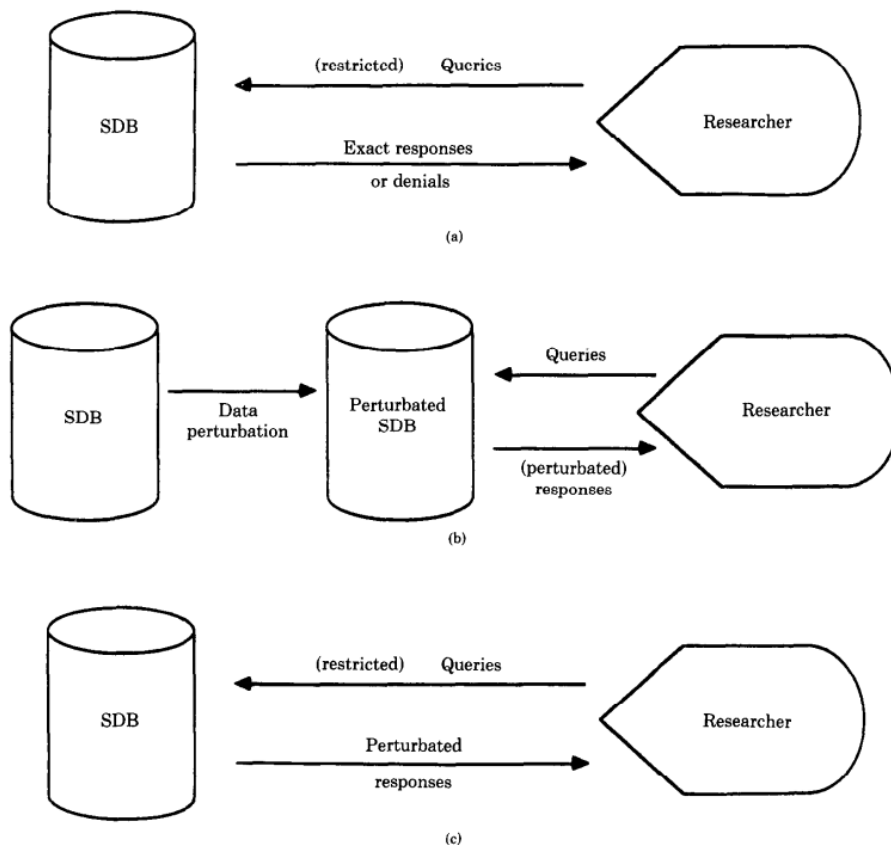 (restricted) Queries
SDB
Researcher
Exact responses
or denials
(a)
Queries
SDB
Data
perturbation
Perturbated
SDB
Researcher
(perturbated)
responses
(b)
(restricted) Queries
SDB
Researcher
Perturbated
responses
(c)